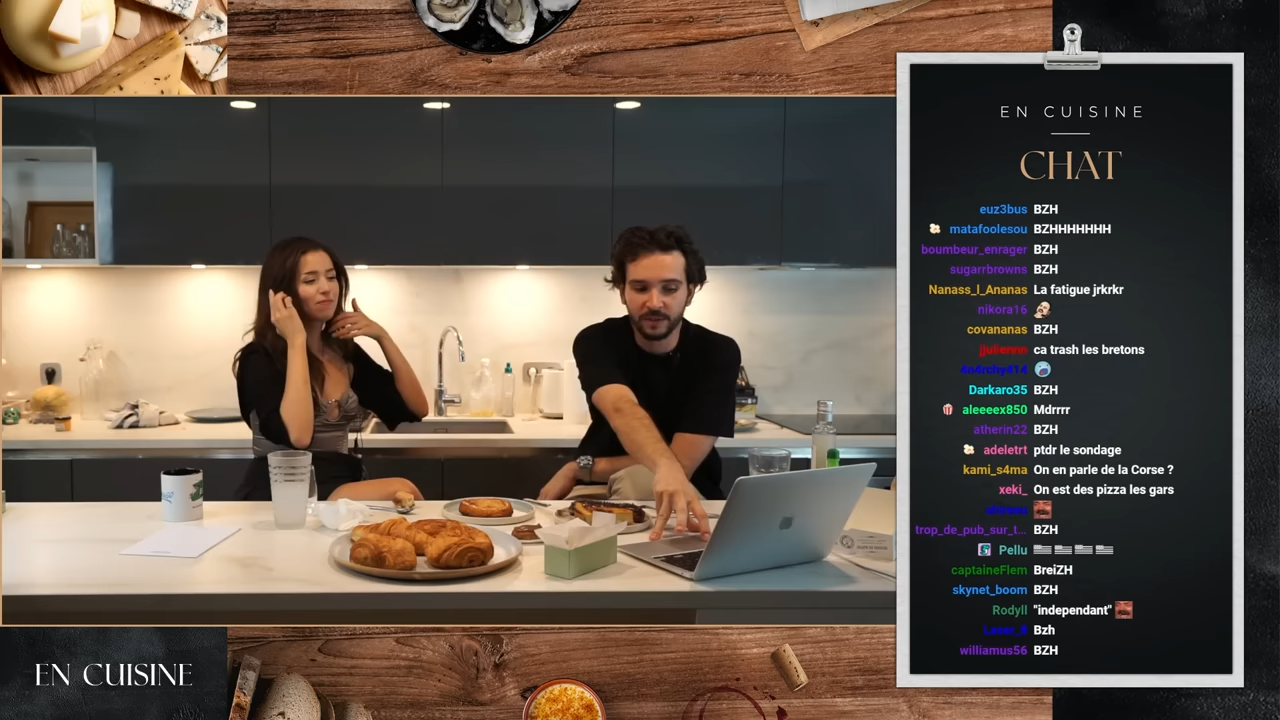 EN CUISINE
CHAT
euz3bus BZH
matafoolesou BZHHHHHHH
boumbeur_enrager BZH
sugarrbrowns BZH
Nanass_l_Ananas La fatigue jrkrkr
nikora16
covananas BZH
ca trash les bretons
4n4rchy414
Darkaro35 BZH
aleeeex850 Mdrrrr
atherin22 BZH
adeletrt ptdr le sondage
kami_s4ma On en parle de la Corse ?
xeki_ On est des pizza les gars
trop_de_pub_sur_t... BZH
Pellu
captaineFlem BreiZH
skynet_boom BZH
Rodyll "independant"
Bzh
williamus56 BZH
EN CUISINE